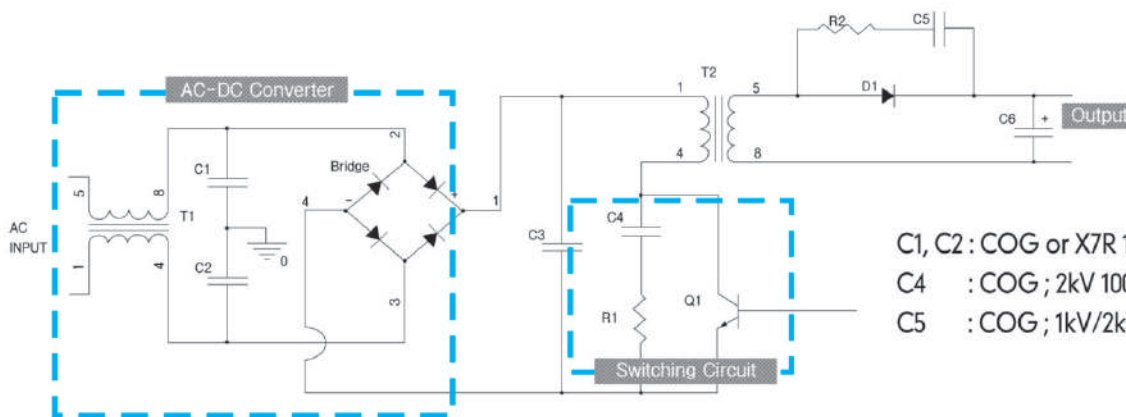 AC-DC Converter
R2
C5
T2
1
5
D1
C6
+
Output
4
8
2
Bridge
C1
5
8
T1
AC
INPUT
4
-
+
1
C3
0
C2
1
4
3
C4
R1
Q1
Switching Circuit
C1, C2 : COG or X7R
C4 : COG ; 2kV
C5 : COG ;